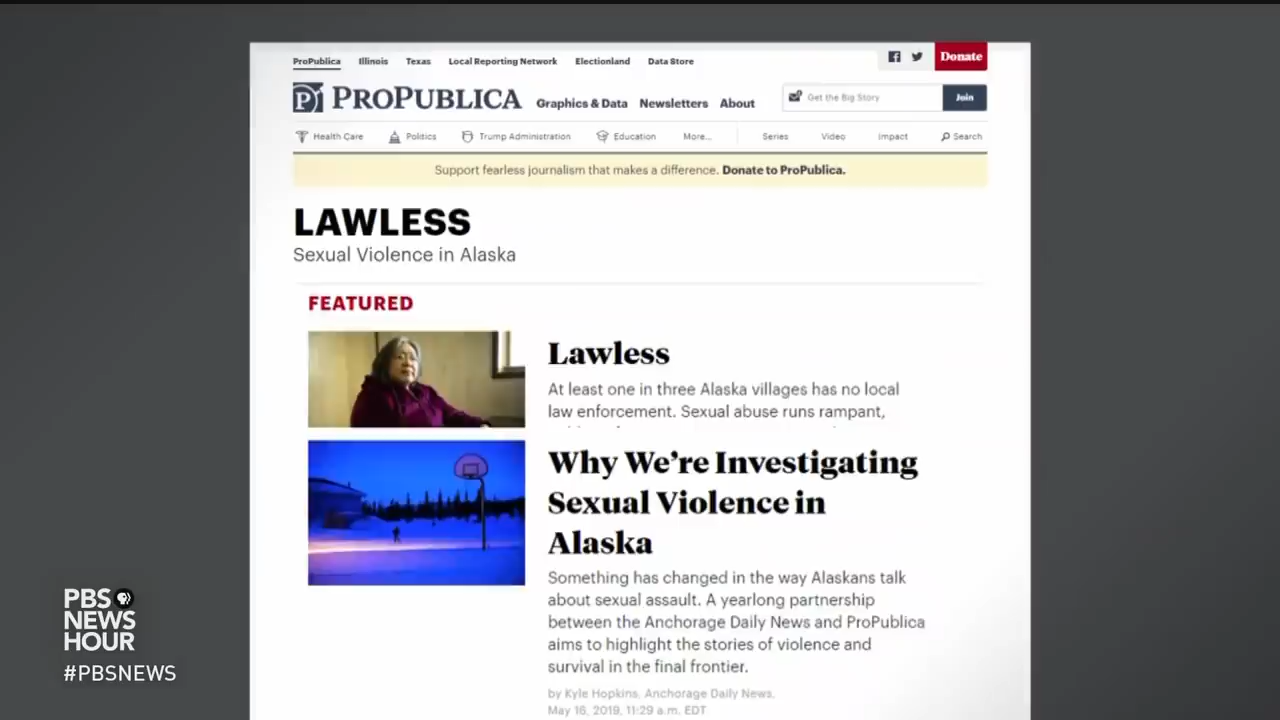 ProPublica Illinois Texas Local Reporting Network Electionland Data Store
Donate
PROPUBLICA Graphics & Data Newsletters About
Get the Big Story Join
Health Care Politics Trump Administration Education More... Series Video Impact Search
Support fearless journalism that makes a difference. Donate to ProPublica.
LAWLESS
Sexual Violence in Alaska
FEATURED
Lawless
At least one in three Alaska villages has no local
law enforcement. Sexual abuse runs rampant,
Why We're Investigating
Sexual Violence in
Alaska
Something has changed in the way Alaskans talk
about sexual assault. A yearlong partnership
between the Anchorage Daily News and ProPublica
aims to highlight the stories of violence and
survival in the final frontier.
by Kyle Hopkins, Anchorage Daily News,
May 16, 2019, 11:29 a.m. EDT
PBS
NEWS
HOUR
#PBSNEWS